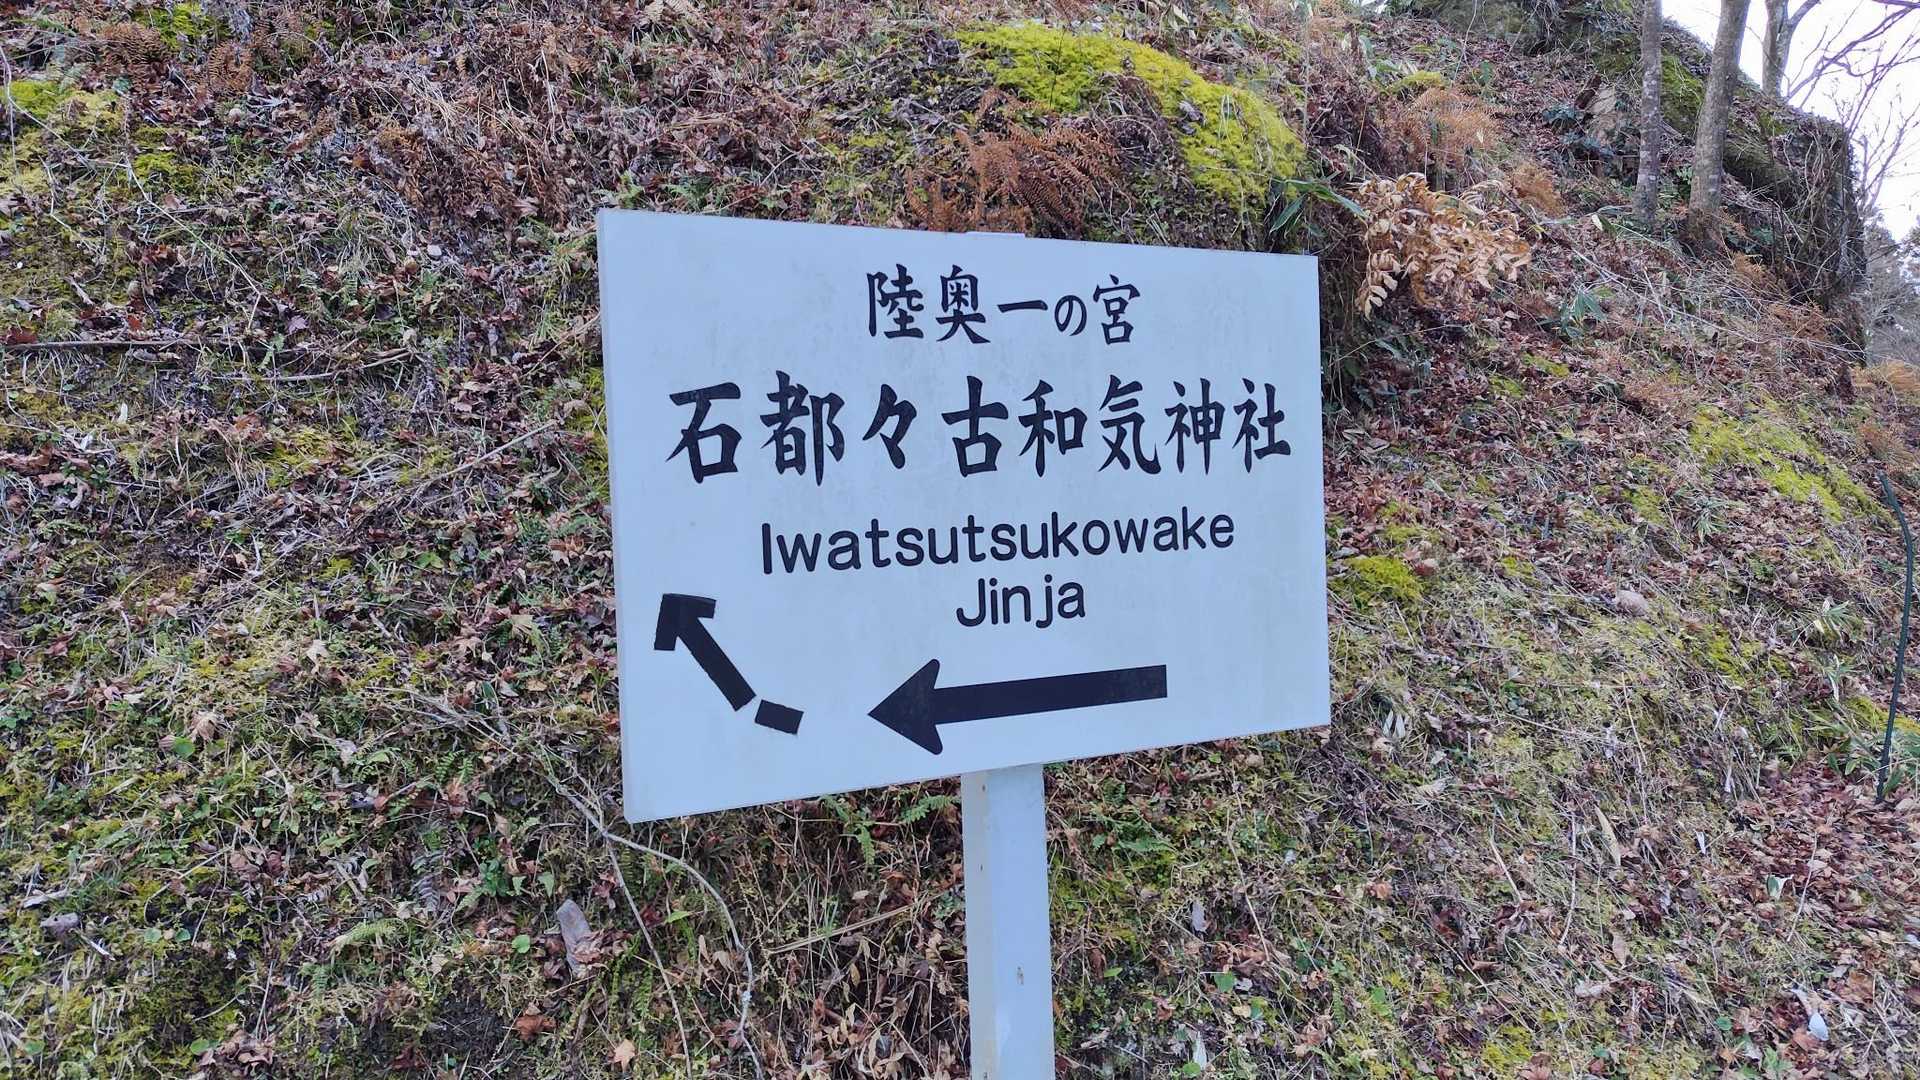 陸奥一の宮
石都々古和気神社
Iwatsutsukowake
Jinja